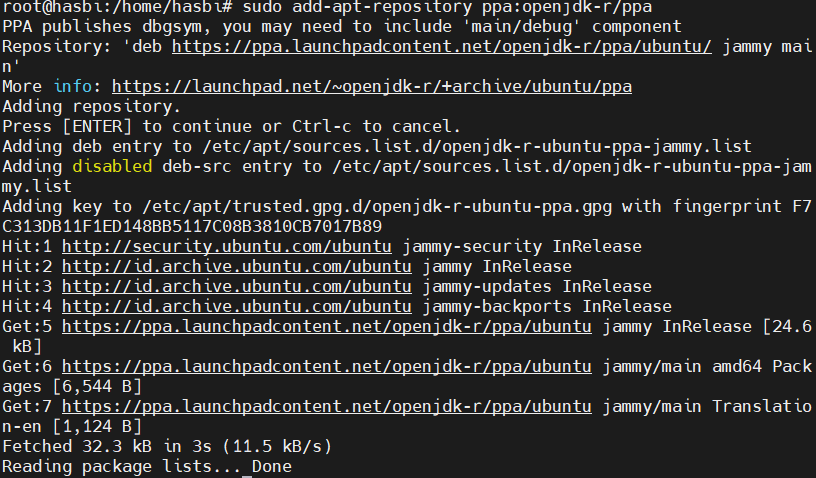 root@hasbi:/home/hasbi# sudo add-apt-repository ppa:openjdk-r/ppa
PPA publishes dbgsym, you may need to include 'main/debug' component
Repository: 'deb https://ppa.launchpadcontent.net/openjdk-r/ppa/ubuntu/ jammy mai
n'
More info: https://launchpad.net/~openjdk-r/+archive/ubuntu/ppa
Adding repository.
Press [ENTER] to continue or Ctrl-c to cancel.
Adding deb entry to /etc/apt/sources.list.d/openjdk-r-ubuntu-ppa-jammy.list
Adding disabled deb-src entry to /etc/apt/sources.list.d/openjdk-r-ubuntu-ppa-jam
my.list
Adding key to /etc/apt/trusted.gpg.d/openjdk-r-ubuntu-ppa.gpg with fingerprint F7
C313DB11F1ED148BB5117C08B3810CB7017B89
Hit:1 http://security.ubuntu.com/ubuntu jammy-security InRelease
Hit:2 http://id.archive.ubuntu.com/ubuntu jammy InRelease
Hit:3 http://id.archive.ubuntu.com/ubuntu jammy-updates InRelease
Hit:4 http://id.archive.ubuntu.com/ubuntu jammy-backports InRelease
Get:5 https://ppa.launchpadcontent.net/openjdk-r/ppa/ubuntu jammy InRelease [24.6
 kB]
Get:6 https://ppa.launchpadcontent.net/openjdk-r/ppa/ubuntu jammy/main amd64 Pack
ages [6,544 B]
Get:7 https://ppa.launchpadcontent.net/openjdk-r/ppa/ubuntu jammy/main Translatio
n-en [1,124 B]
Fetched 32.3 kB in 3s (11.5 kB/s)
Reading package lists... Done